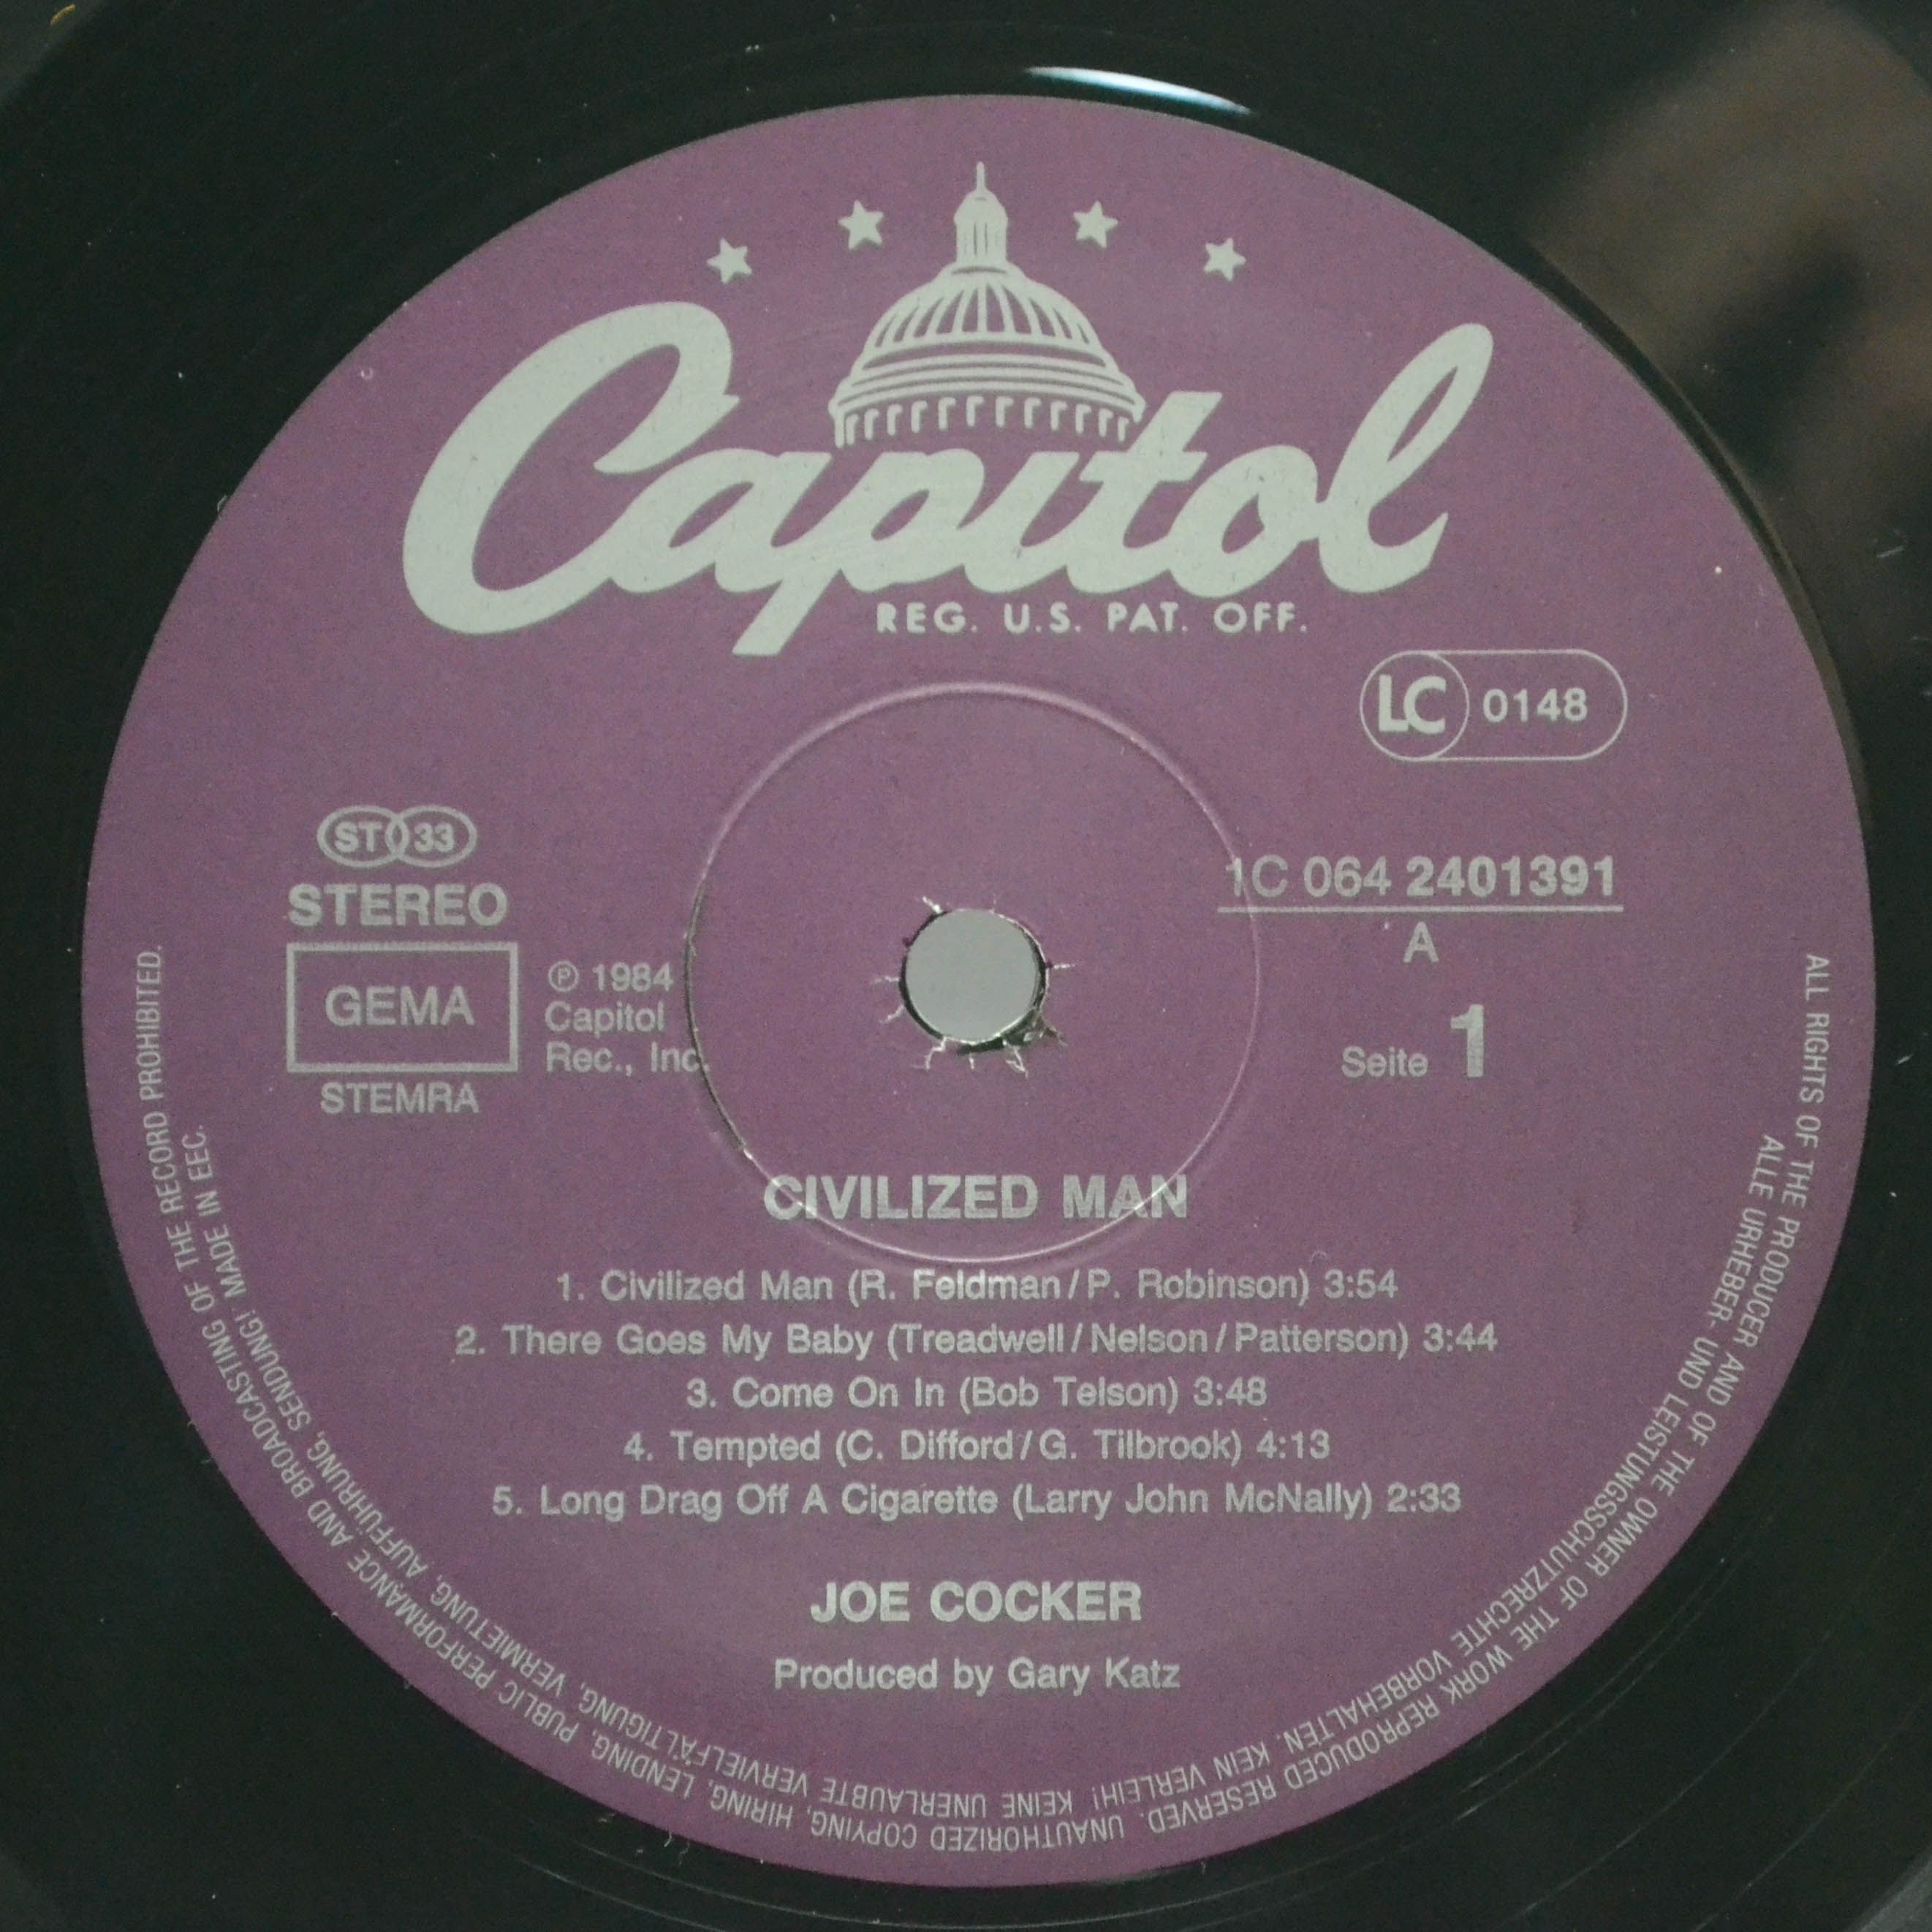 Capitol
REG. U.S. PAT. OFF.
LC 0148
ST 33
STEREO
GEMA
STEMRA
℗ 1984
Capitol
Rec., Inc.
1C 064 2401391
A
Seite 1
CIVILIZED MAN
1. Civilized Man (R. Feldman/P. Robinson) 3:54
2. There Goes My Baby (Treadwell/Nelson/Patterson) 3:44
3. Come On In (Bob Telson) 3:48
4. Tempted (C. Difford/G. Tilbrook) 4:13
5. Long Drag Off A Cigarette (Larry John McNally) 2:33
JOE COCKER
Produced by Gary Katz
ALL RIGHTS OF THE PRODUCER AND OF THE OWNER OF THE WORK REPRODUCED RESERVED. UNAUTHORIZED COPYING, HIRING, LENDING, PUBLIC PERFORMANCE AND BROADCASTING OF THE RECORD PROHIBITED.
ALLE URHEBER- UND LEISTUNGSSCHUTZRECHTE VORBEHALTEN. KEIN VERLEIH! KEINE UNERLAUBTE VERVIELFÄLTIGUNG, VERMIETUNG, AUFFÜHRUNG, SENDUNG! MADE IN EEC.